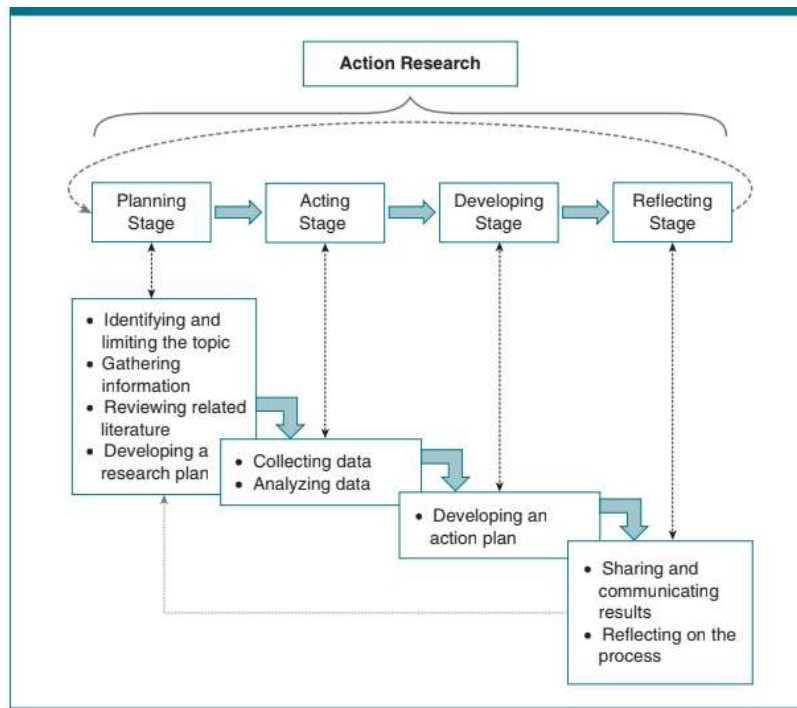 Action Research
Planning
Stage
Acting
Stage
Developing
Stage
Reflecting
Stage
• Identifying and
limiting the topic
• Gathering
information
• Reviewing related
literature
• Developing a
research plan
• Collecting data
• Analyzing data
• Developing an
action plan
• Sharing and
communicating
results
• Reflecting on the
process